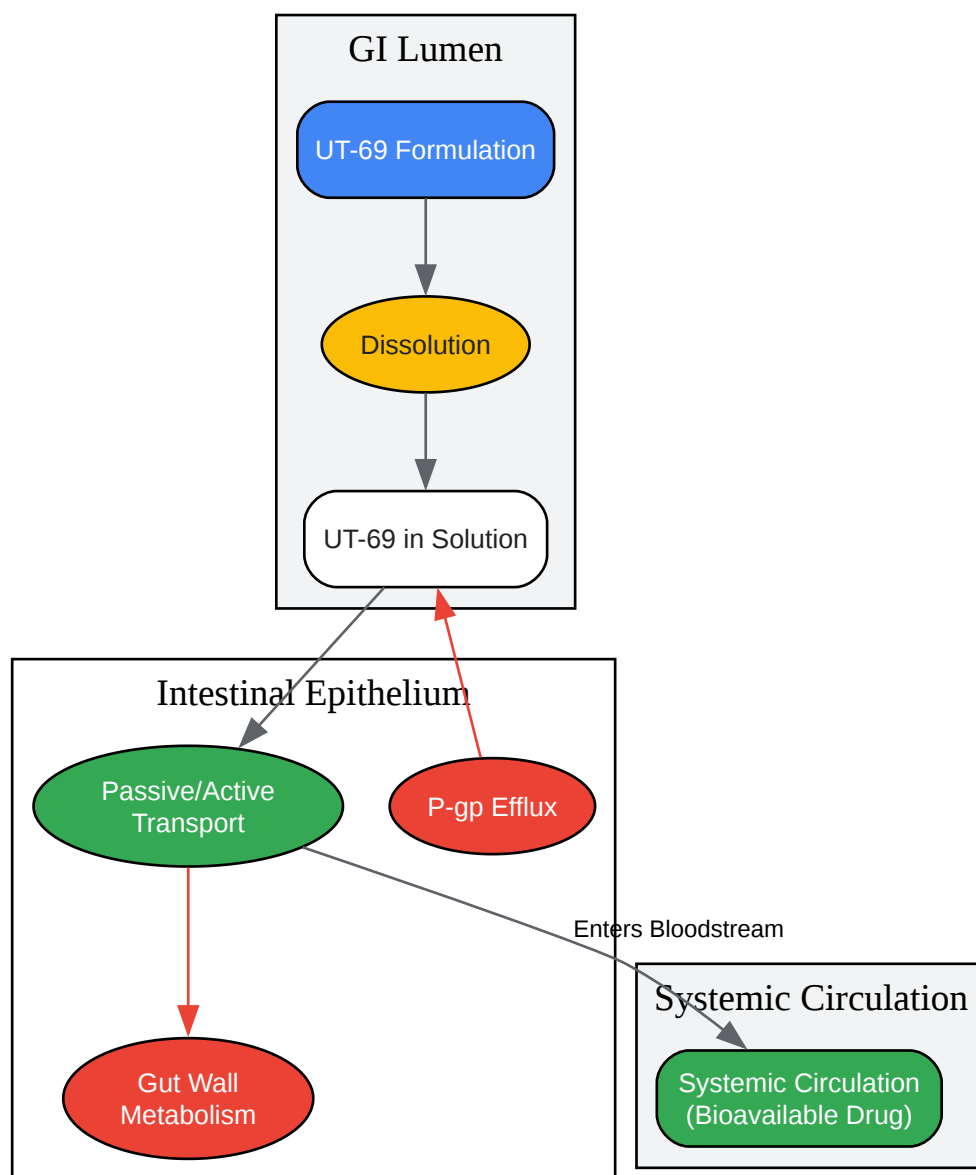 GI Lumen
UT-69 Formulation
Dissolution
UT-69 in Solution
Intestinal Epithelium
Passive/Active
Transport
P-gp Efflux
Enters Bloodstream
Gut Wall
Metabolism
Systemic Circulation
Systemic Circulation
(Bioavailable Drug)